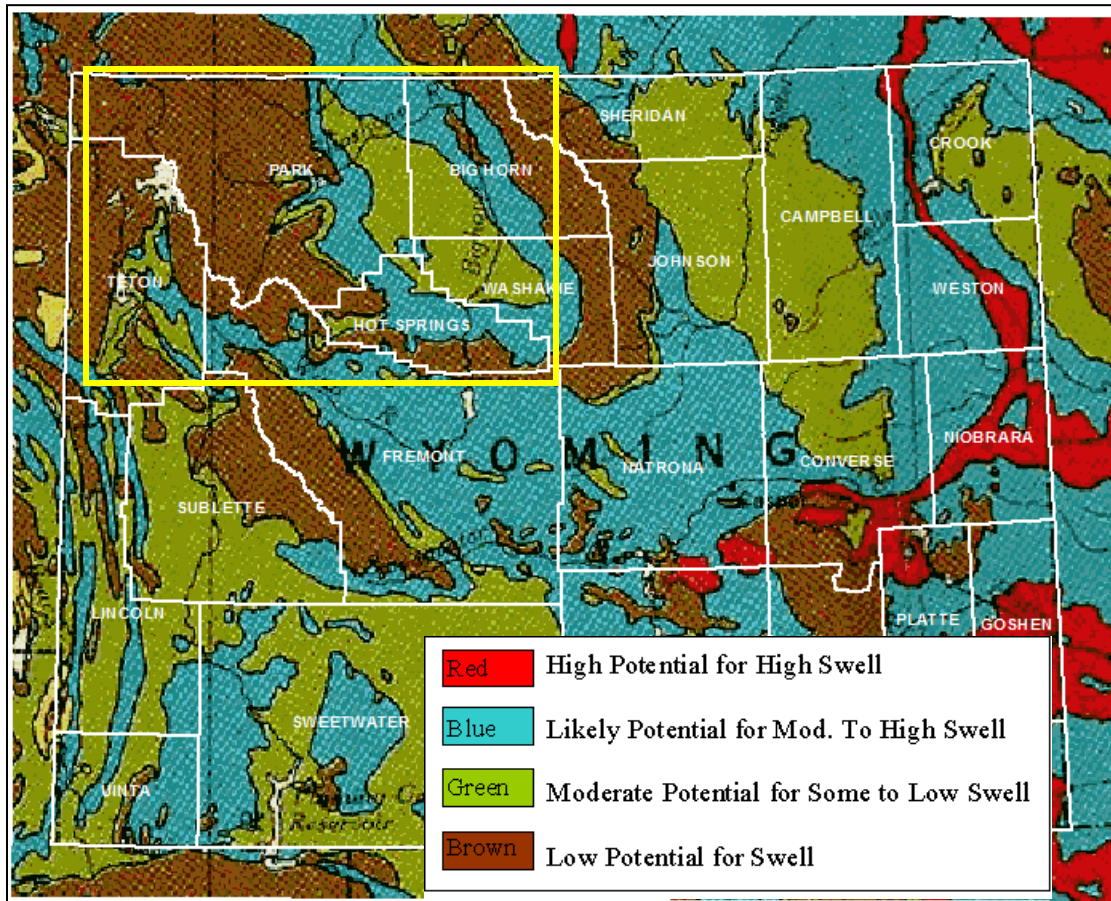 SHERIDAN
CROOK
PARK
BIG HORN
CAMPBELL
JOHNSON
TETON
WASHAKIE
WESTON
HOT SPRINGS
WYOMING
FREMONT
NATRONA
CONVERSE
NIOBRARA
SUBLETTE
LINCOLN
PLATTE
GOSHEN
SWEETWATER
UINTA
Reservoir
Red High Potential for High Swell
Blue Likely Potential for Mod. To High Swell
Green Moderate Potential for Some to Low Swell
Brown Low Potential for Swell